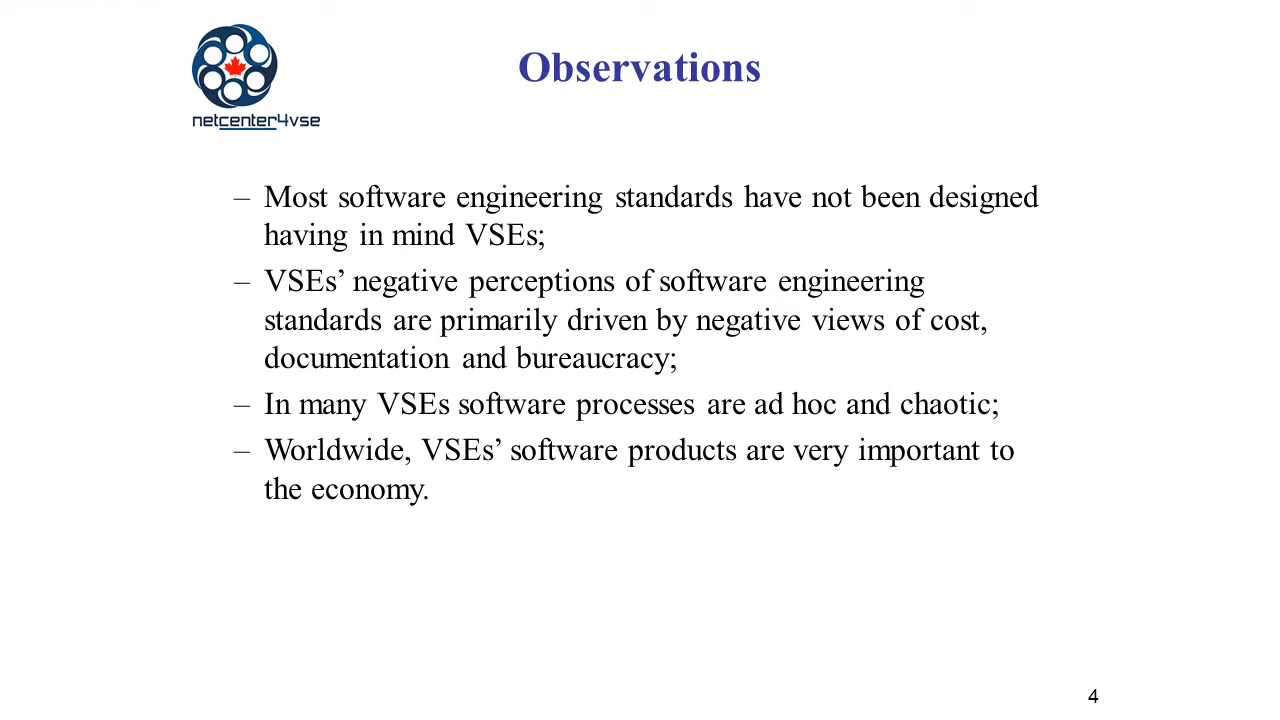 Observations
netcenter4vse
– Most software engineering standards have not been designed
having in mind VSEs;
– VSEs’ negative perceptions of software engineering
standards are primarily driven by negative views of cost,
documentation and bureaucracy;
– In many VSEs software processes are ad hoc and chaotic;
– Worldwide, VSEs’ software products are very important to
the economy.
4